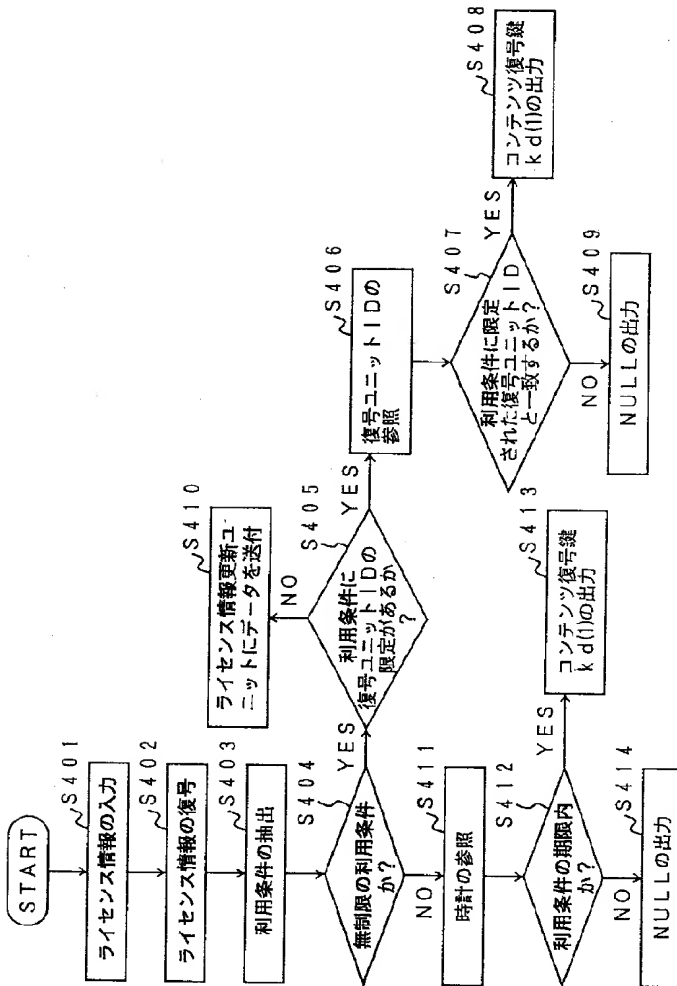 START
S401
ライセンス情報の入力
S402
ライセンス情報の復号
S403
利用条件の抽出
S404
無制限の利用条件
か?
YES
NO
S405
利用条件に
復号ユニットIDの
限定があるか
?
NO
YES
S410
ライセンス情報更新ユ
ニットにデータを送付
S406
復号ユニットIDの
参照
S407
利用条件に限定
された復号ユニットID
と一致するか?
YES
NO
S408
コンテンツ復号鍵
kd(1)の出力
S409
NULLの出力
S411
時計の参照
S412
利用条件の期限内
か?
YES
NO
S413
コンテンツ復号鍵
kd(1)の出力
S414
NULLの出力